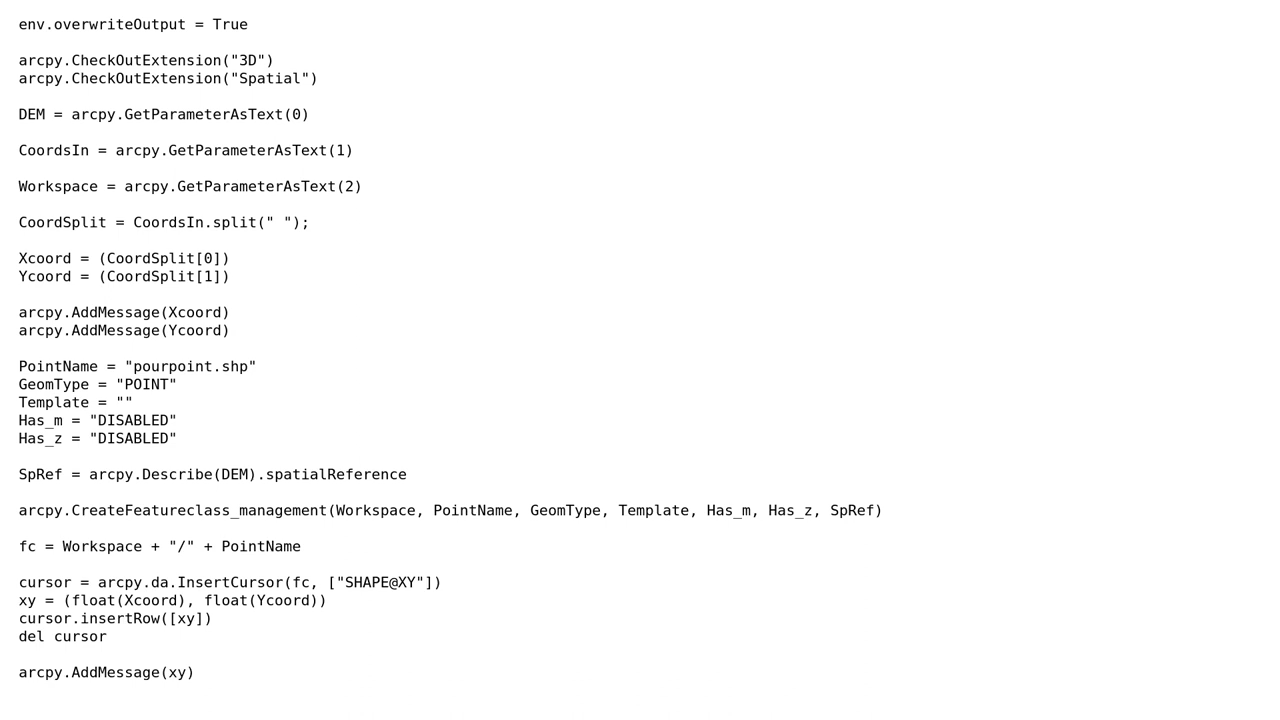 env.overwriteOutput = True
arcpy.CheckOutExtension("3D")
arcpy.CheckOutExtension("Spatial")
DEM = arcpy.GetParameterAsText(0)
CoordsIn = arcpy.GetParameterAsText(1)
Workspace = arcpy.GetParameterAsText(2)
CoordSplit = CoordsIn.split(" ");
Xcoord = (CoordSplit[0])
Ycoord = (CoordSplit[1])
arcpy.AddMessage(Xcoord)
arcpy.AddMessage(Ycoord)
PointName = "pourpoint.shp"
GeomType = "POINT"
Template = ""
Has_m = "DISABLED"
Has_z = "DISABLED"
SpRef = arcpy.Describe(DEM).spatialReference
arcpy.CreateFeatureclass_management(Workspace, PointName, GeomType, Template, Has_m, Has_z, SpRef)
fc = Workspace + "/" + PointName
cursor = arcpy.da.InsertCursor(fc, ["SHAPE@XY"])
xy = (float(Xcoord), float(Ycoord))
cursor.insertRow([xy])
del cursor
arcpy.AddMessage(xy)